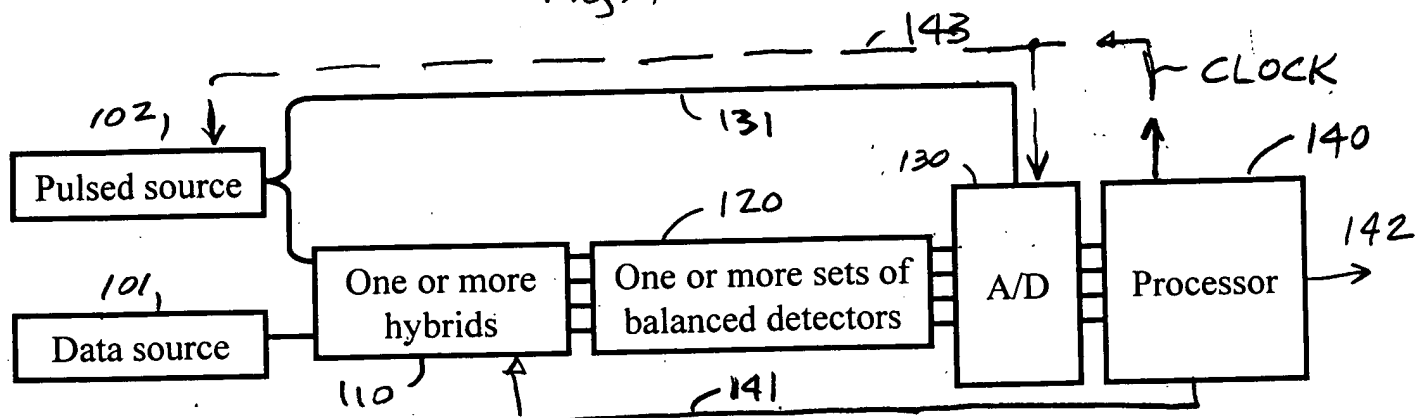 143
CLOCK
102
131
140
130
Pulsed source
120
142
101
One or more
hybrids
One or more sets of
balanced detectors
A/D
Processor
Data source
110
141